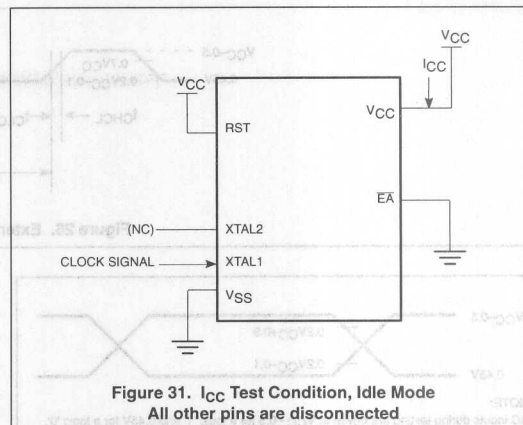 VCC
ICC
VCC
VCC
RST
EA
(NC)
XTAL2
CLOCK SIGNAL
XTAL1
VSS
Figure 31. ICC Test Condition, Idle Mode
All other pins are disconnected